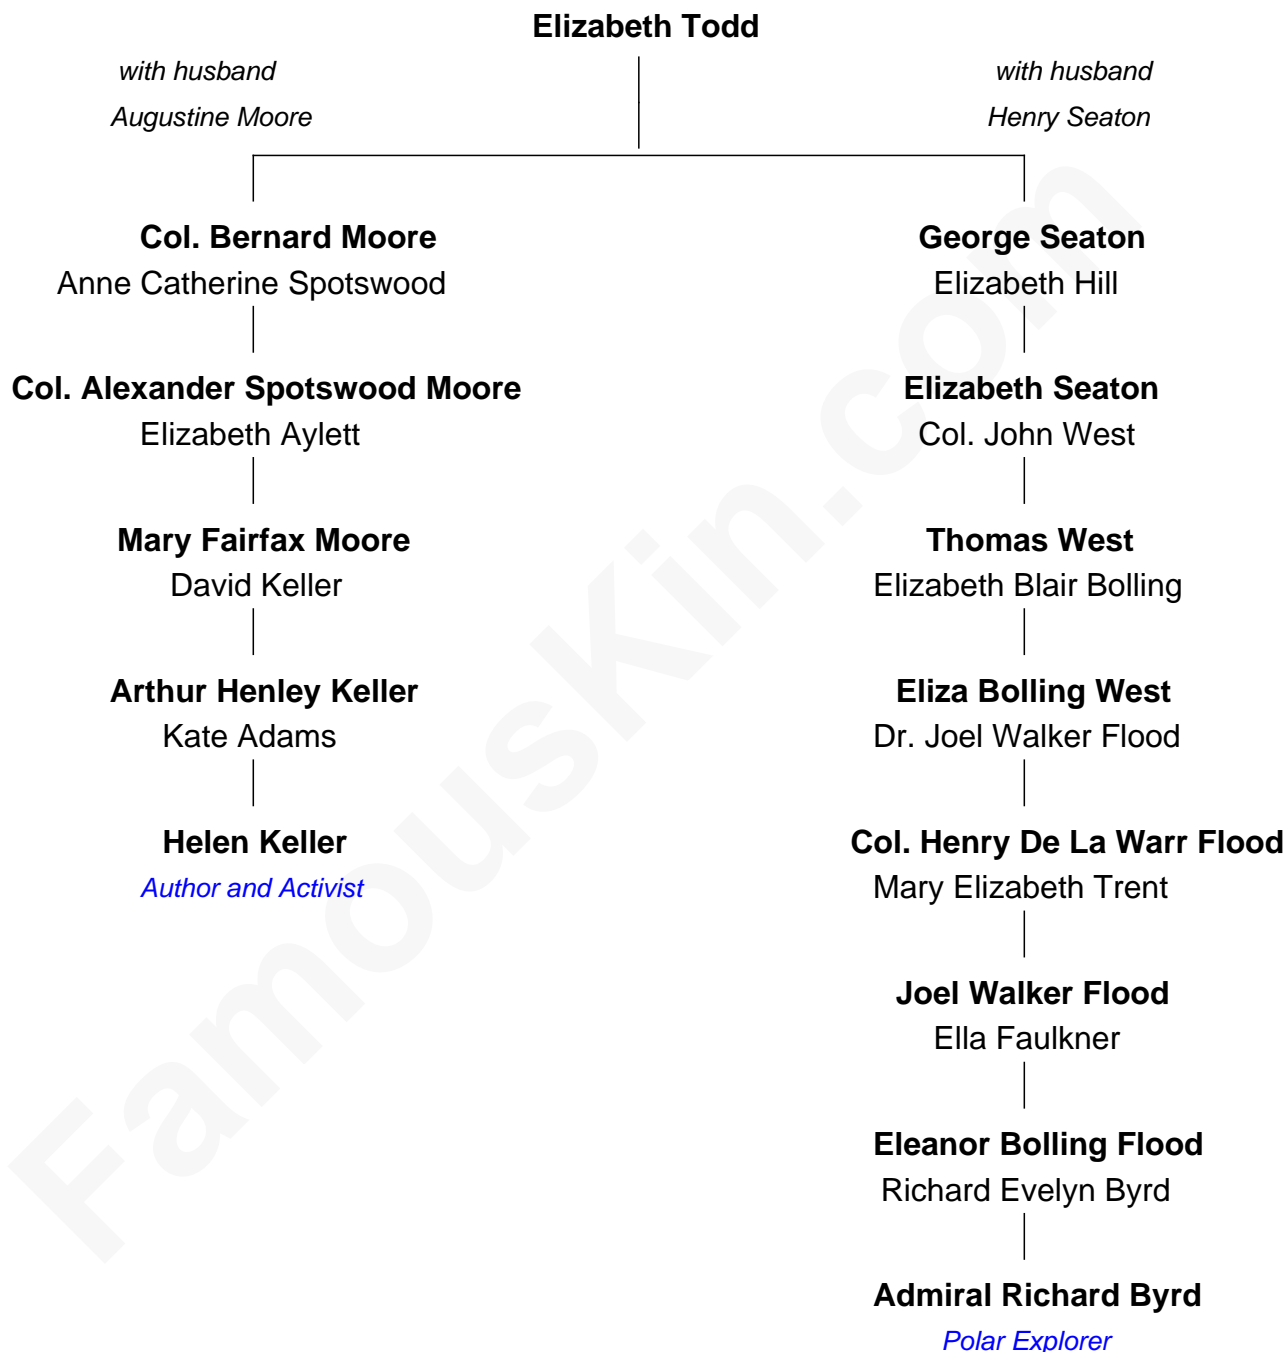 Elizabeth Todd
with husband
Augustine Moore
with husband
Henry Seaton
Col. Bernard Moore
Anne Catherine Spotswood
Col. Alexander Spotswood Moore
Elizabeth Aylett
Mary Fairfax Moore
David Keller
Arthur Henley Keller
Kate Adams
Helen Keller
Author and Activist
George Seaton
Elizabeth Hill
Elizabeth Seaton
Col. John West
Thomas West
Elizabeth Blair Bolling
Eliza Bolling West
Dr. Joel Walker Flood
Col. Henry De La Warr Flood
Mary Elizabeth Trent
Joel Walker Flood
Ella Faulkner
Eleanor Bolling Flood
Richard Evelyn Byrd
Admiral Richard Byrd
Polar Explorer
FamousKin.com